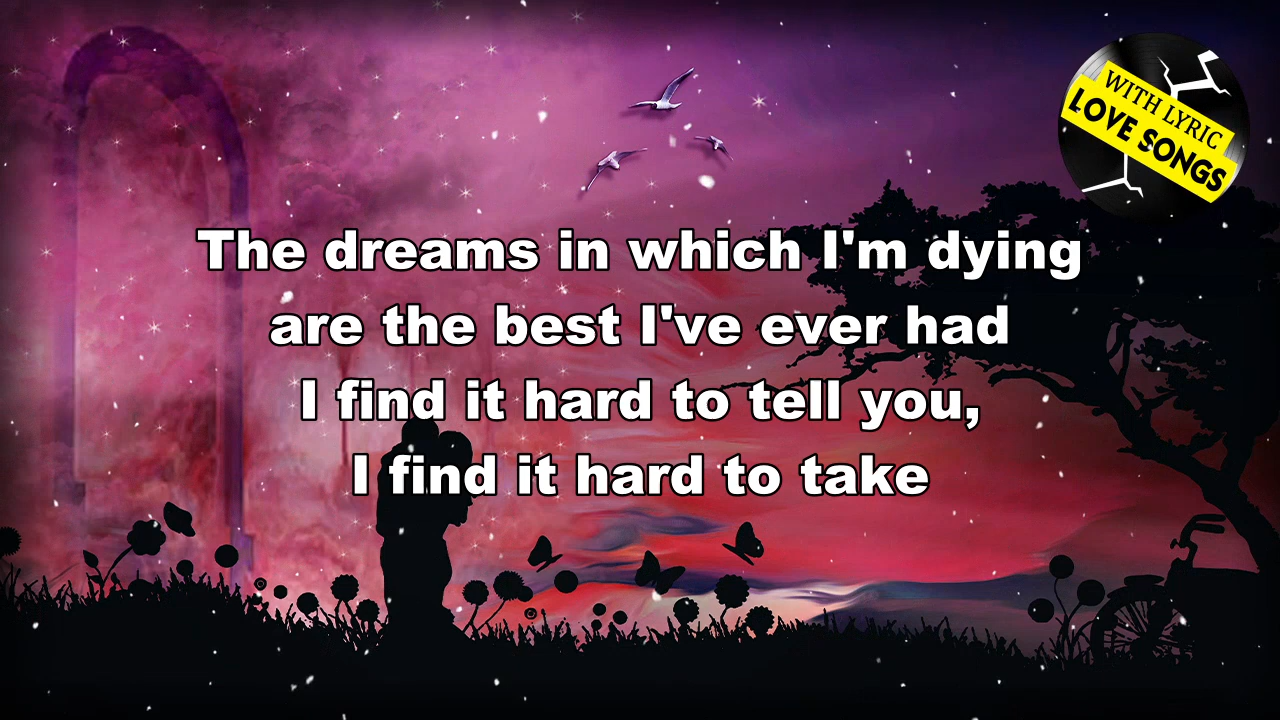 WITH LYRIC
LOVE SONGS
The dreams in which I'm dying
are the best I've ever had
I find it hard to tell you,
I find it hard to take